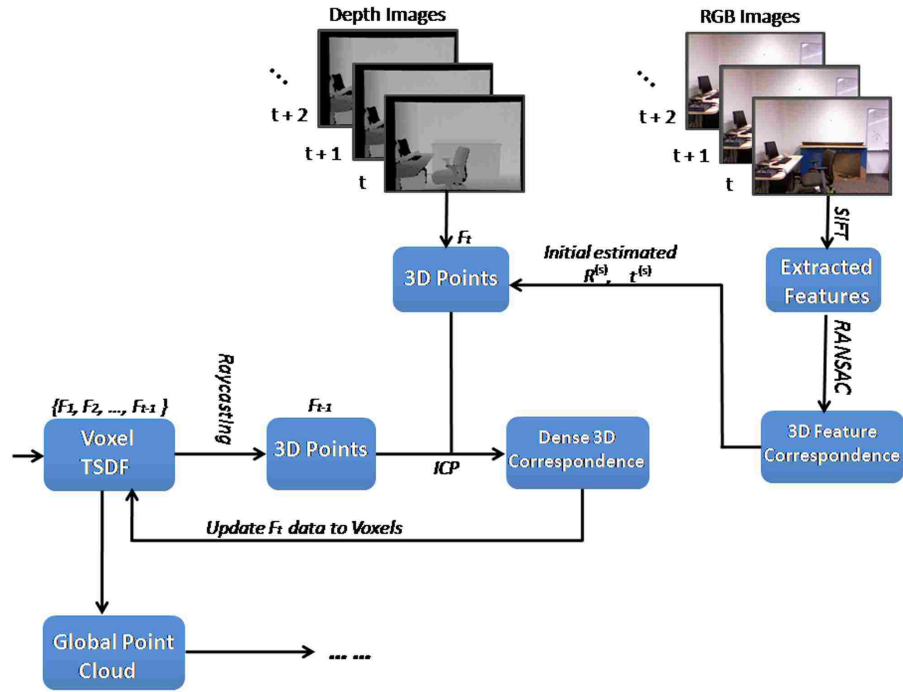 Depth Images
RGB Images
...
t + 2
t + 1
t
...
t + 2
t + 1
t
SIFT
Ft
Initial estimated
R(s), t(s)
3D Points
Extracted
Features
RANSAC
Raycasting
{F1, F2, ..., Ft-1 }
Ft-1
Voxel
TSDF
3D Points
ICP
Dense 3D
Correspondence
3D Feature
Correspondence
Update Ft data to Voxels
Global Point
Cloud
... ...